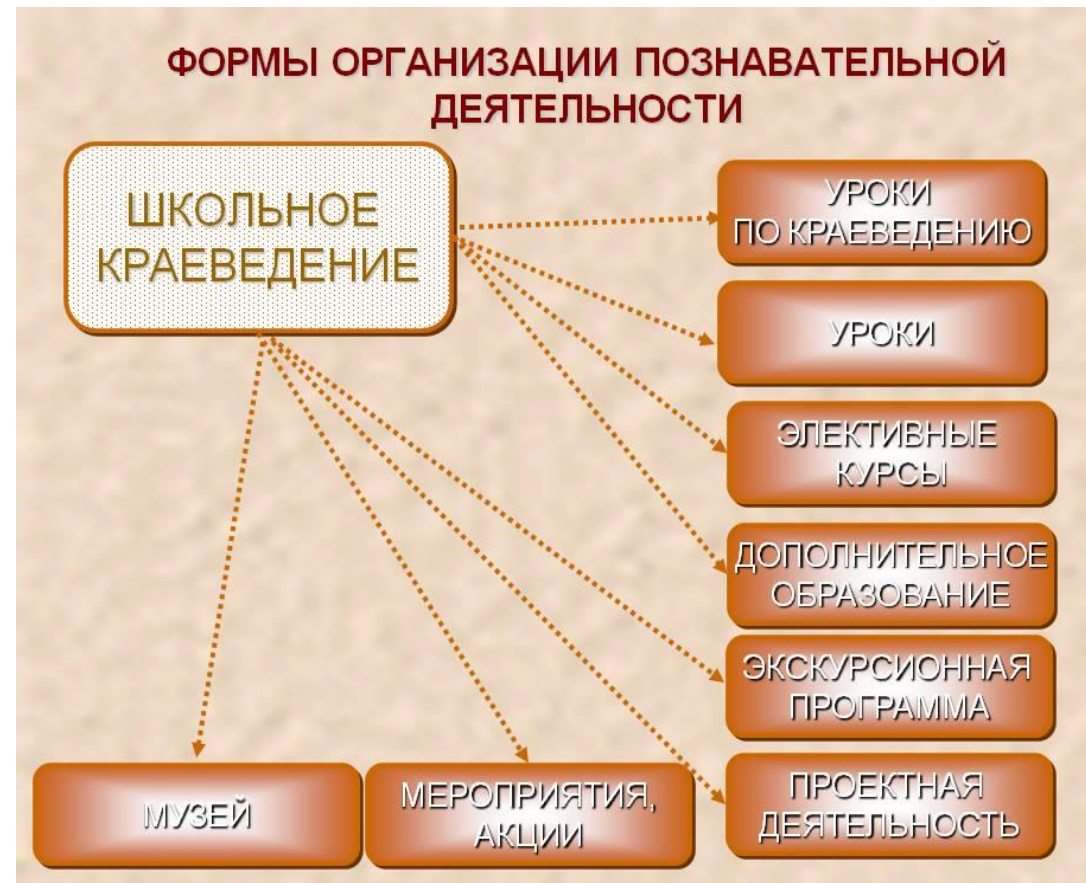 ФОРМЫ ОРГАНИЗАЦИИ ПОЗНАВАТЕЛЬНОЙ
ДЕЯТЕЛЬНОСТИ
ШКОЛЬНОЕ
КРАЕВЕДЕНИЕ
УРОКИ
ПО КРАЕВЕДЕНИЮ
УРОКИ
ЭЛЕКТИВНЫЕ
КУРСЫ
ДОПОЛНИТЕЛЬНОЕ
ОБРАЗОВАНИЕ
ЭКСКУРСИОННАЯ
ПРОГРАММА
ПРОЕКТНАЯ
ДЕЯТЕЛЬНОСТЬ
МЕРОПРИЯТИЯ,
АКЦИИ
МУЗЕЙ